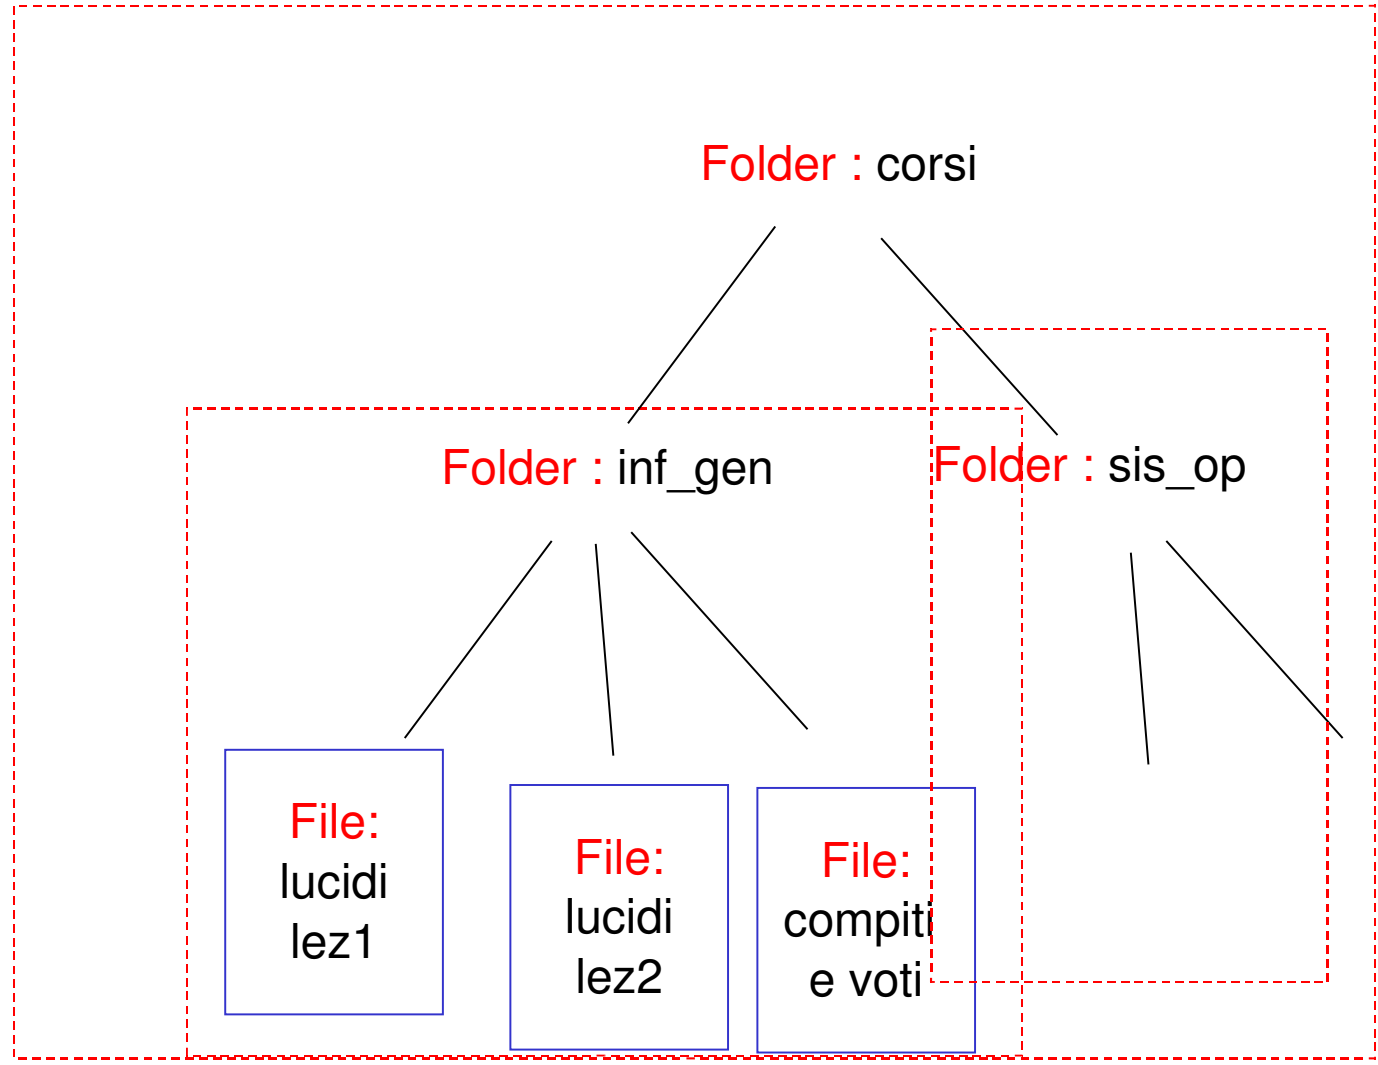 Folder : corsi
Folder : inf_gen
Folder : sis_op
File:
lucidi
lez1
File:
lucidi
lez2
File:
compiti
e voti